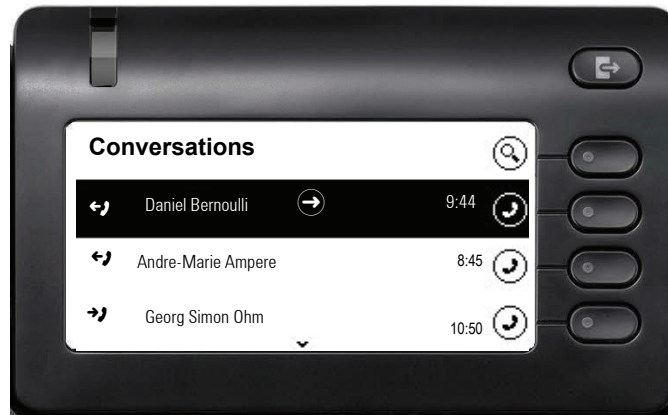 Conversations
Daniel Bernoulli 9:44
Andre-Marie Ampere 8:45
Georg Simon Ohm 10:50